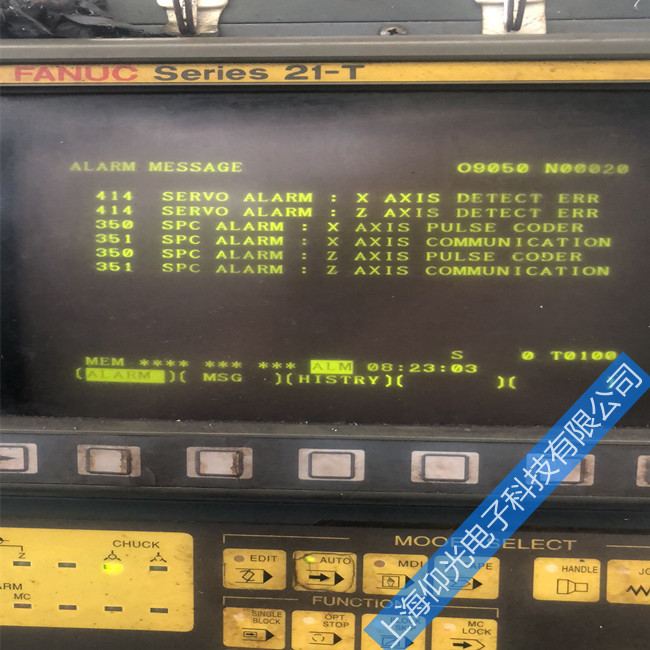 FANUC Series 21-T
ALARM MESSAGE O9050 N00020
414 SERVO ALARM : X AXIS DETECT ERR
414 SERVO ALARM : Z AXIS DETECT ERR
350 SPC ALARM : X AXIS PULSE CODER
351 SPC ALARM : X AXIS COMMUNICATION
350 SPC ALARM : Z AXIS PULSE CODER
351 SPC ALARM : Z AXIS COMMUNICATION
S 0 T0100
MEM **** *** *** ALM 08:23:03
(ALARM )( MSG )(HISTRY)( )(
上海仰光电子科技有限公司
CHUCK
Z
MC
MODE SELECT
EDIT
AUTO
MDI
HANDLE
SINGLE
BLOCK
OPT
STOP
MC
LOCK